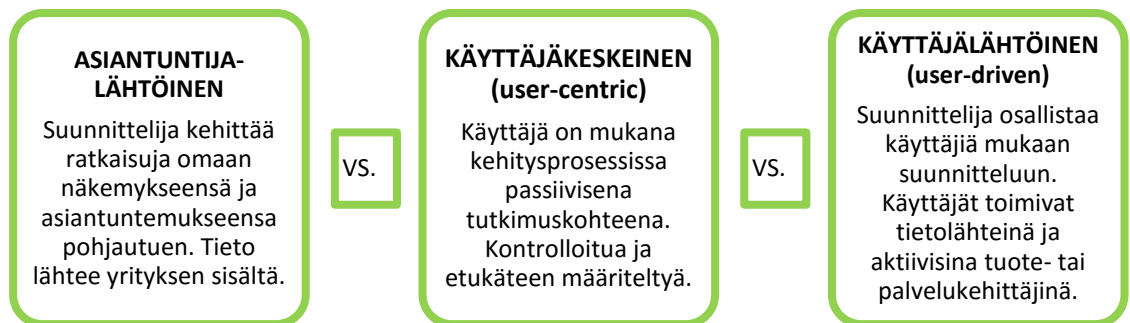 ASIANTUNTIJA-
LÄHTÖINEN
Suunnittelija kehittää
ratkaisuja omaan
näkemykseensä ja
asiantuntemukseensa
pohjautuen. Tieto
lähtee yrityksen sisältä.
VS.
KÄYTTÄJÄKESKEINEN
(user-centric)
Käyttäjä on mukana
kehitysprosessissa
passiivisena
tutkimuskohteena.
Kontrolloitua ja
etukäteen määriteltyä.
VS.
KÄYTTÄJÄLÄHTÖINEN
(user-driven)
Suunnittelija osallistaa
käyttäjiä mukaan
suunnitteluun.
Käyttäjät toimivat
tietolähteinä ja
aktiivisina tuote- tai
palvelukehittäjinä.